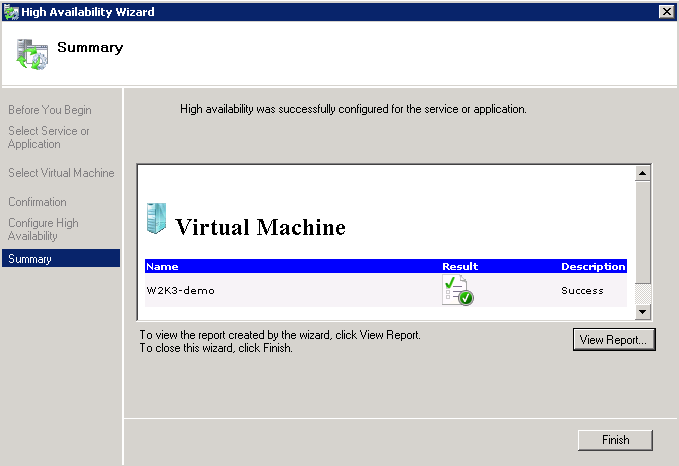 High Availability Wizard
Summary
Before You Begin
Select Service or
Application
Select Virtual Machine
Confirmation
Configure High
Availability
Summary
High availability was successfully configured for the service or application.
Virtual Machine
Name Result Description
W2K3-demo Success
To view the report created by the wizard, click View Report.
To close this wizard, click Finish.
View Report...
Finish